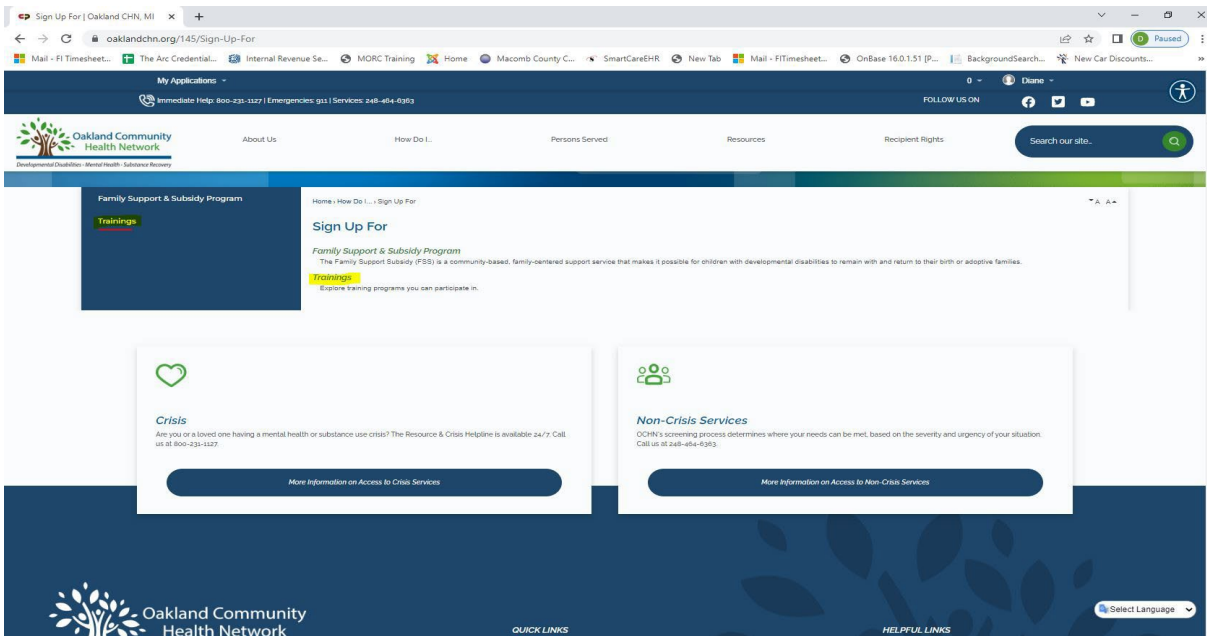 Sign Up For | Oakland CHN, MI
oaklandchn.org/145/Sign-Up-For
D Paused
Mail - FI Timesheet... The Arc Credential... Internal Revenue Se... MORC Training Home Macomb County C... SmartCareEHR New Tab Mail - FITimesheet... OnBase 16.0.1.51 [P... BackgroundSearch... New Car Discounts...
My Applications 0 Diane
Immediate Help: 800-231-1127 | Emergencies: 911 | Services: 248-464-6363 FOLLOW US ON
Oakland Community
Health Network
Developmental Disabilities - Mental Health - Substance Recovery
About Us How Do I... Persons Served Resources Recipient Rights Search our site...
Family Support & Subsidy Program
Trainings
Home › How Do I... › Sign Up For
A A
Sign Up For
Family Support & Subsidy Program
The Family Support Subsidy (FSS) is a community-based, family-centered support service that makes it possible for children with developmental disabilities to remain with and return to their birth or adoptive families.
Trainings
Explore training programs you can participate in.
Crisis
Are you or a loved one having a mental health or substance use crisis? The Resource & Crisis Helpline is available 24/7. Call
us at 800-231-1127.
More Information on Access to Crisis Services
Non-Crisis Services
OCHN's screening process determines where your needs can be met, based on the severity and urgency of your situation.
Call us at 248-464-6363.
More Information on Access to Non-Crisis Services
Oakland Community
Health Network
QUICK LINKS
HELPFUL LINKS
Select Language